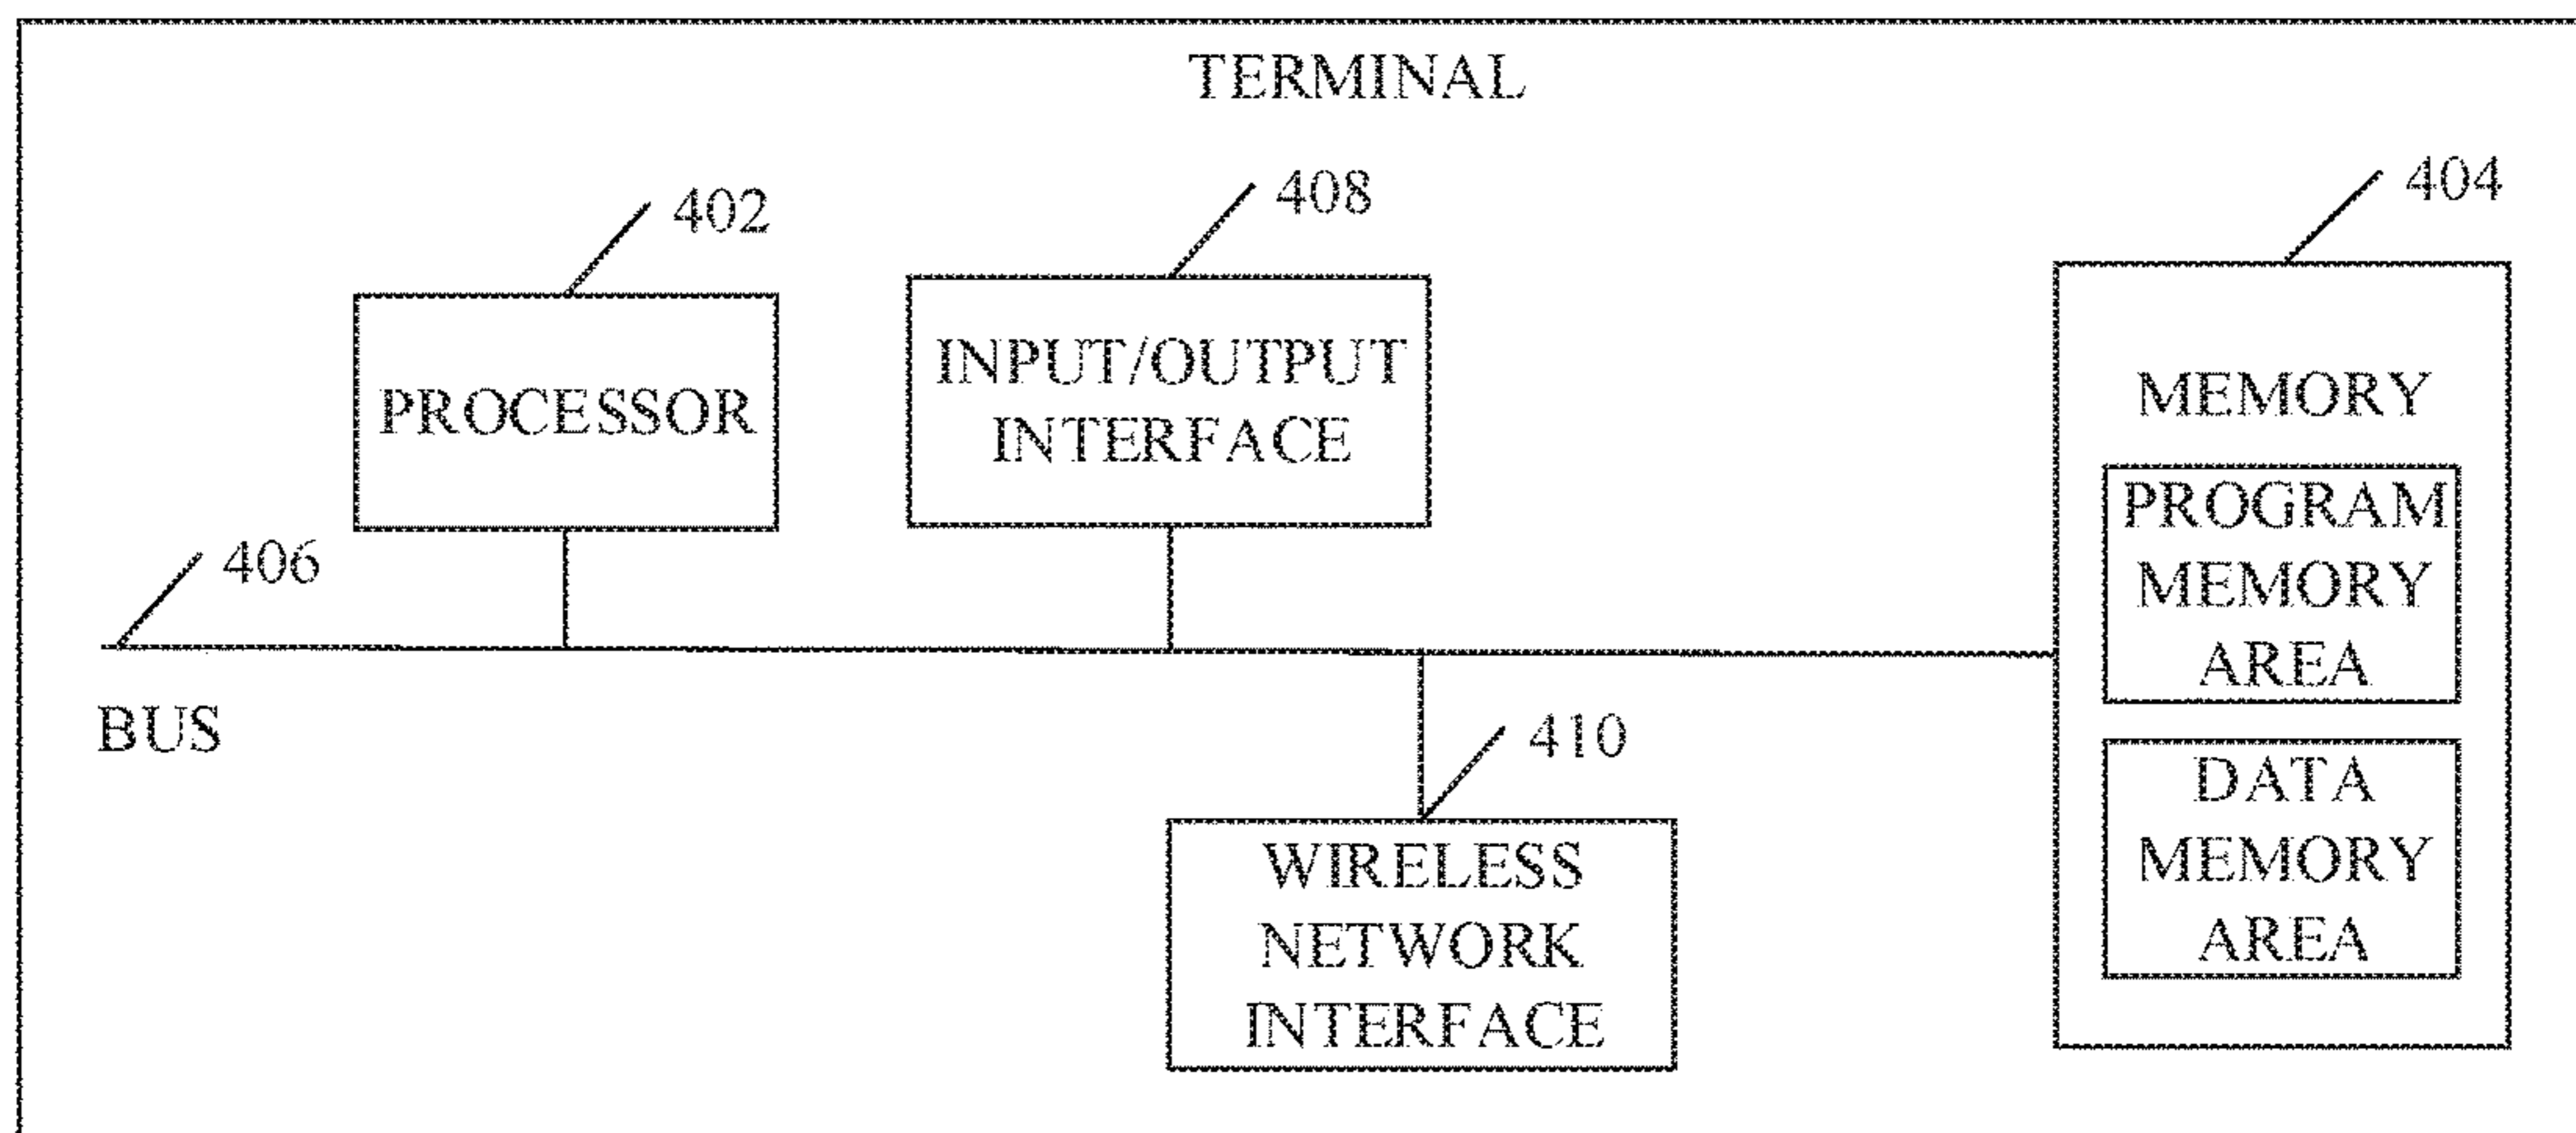 TERMINAL
402
408
404
PROCESSOR
INPUT/OUTPUT
INTERFACE
MEMORY
PROGRAM
MEMORY
AREA
DATA
MEMORY
AREA
406
BUS
410
WIRELESS
NETWORK
INTERFACE